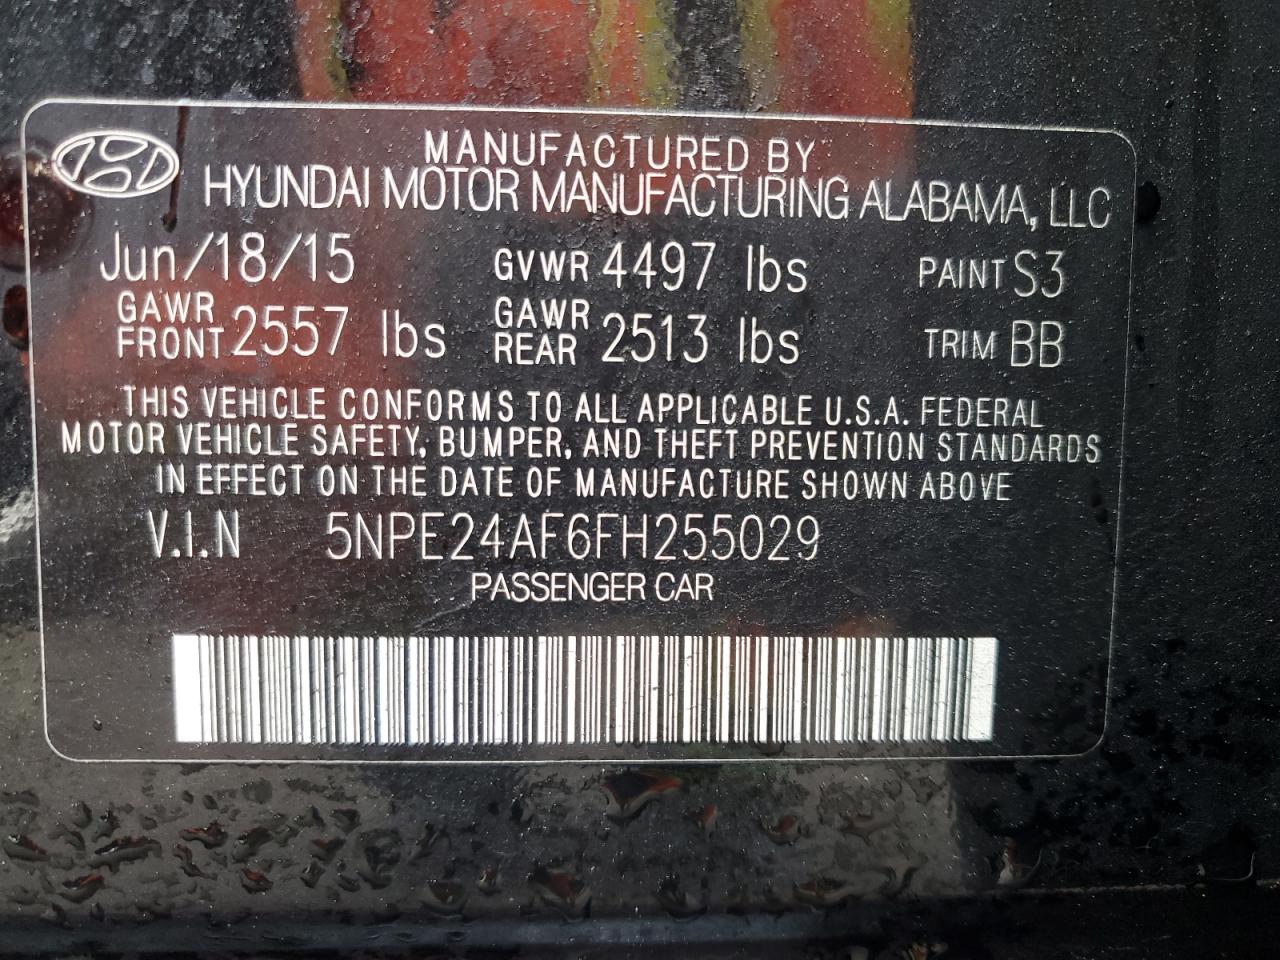 MANUFACTURED BY
HYUNDAI MOTOR MANUFACTURING ALABAMA, LLC
Jun/18/15 GVWR 4497 lbs PAINT S3
GAWR FRONT 2557 lbs GAWR REAR 2513 lbs TRIM BB
THIS VEHICLE CONFORMS TO ALL APPLICABLE U.S.A. FEDERAL
MOTOR VEHICLE SAFETY, BUMPER, AND THEFT PREVENTION STANDARDS
IN EFFECT ON THE DATE OF MANUFACTURE SHOWN ABOVE
V.I.N 5NPE24AF6FH255029
PASSENGER CAR